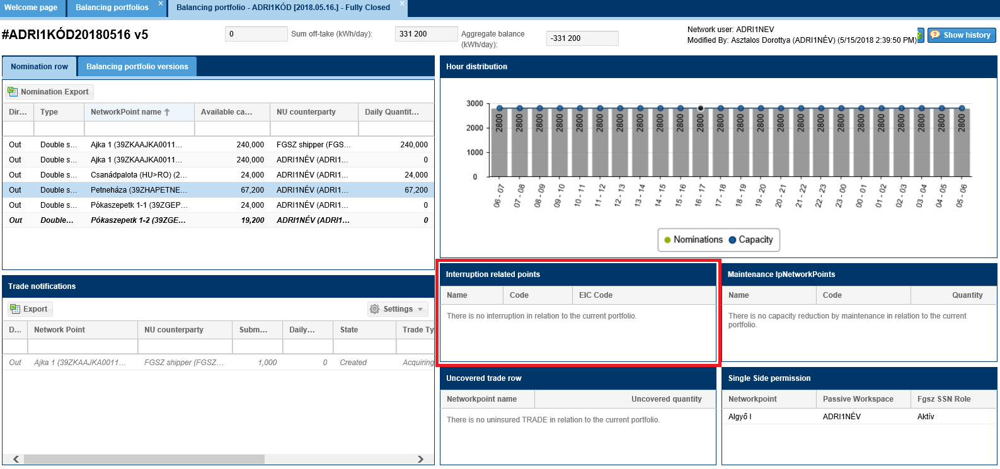 Welcome page
Balancing portfolios
Balancing portfolio - ADRI1KÓD [2018.05.16.] - Fully Closed
#ADRI1KÓD20180516 v5
0
Sum off-take (kWh/day):
331 200
Aggregate balance
(kWh/day):
-331 200
Network user: ADRI1NEV
Modified By: Asztalos Dorottya (ADRI1NÉV) (5/15/2018 2:39:50 PM)
Show history
Nomination row
Balancing portfolio versions
Nomination Export
Dir... Type NetworkPoint name Available ca... NU counterparty Daily Quantit...
Out Double s... Ajka 1 (39ZKAAJKA0011... 240,000 FGSZ shipper (FGS... 240,000
Out Double s... Ajka 1 (39ZKAAJKA0011... 240,000 ADRI1NÉV (ADRI1... 0
Out Double s... Csanádpalota (HU>RO) (2... 24,000 ADRI1NÉV (ADRI1... 24,000
Out Double s... Petneháza (39ZHAPETNE... 67,200 ADRI1NÉV (ADRI1... 67,200
Out Double s... Pókaszepetk 1-1 (39ZGEP... 24,000 ADRI1NÉV (ADRI1... 0
Out Double... Pókaszepetk 1-2 (39ZGE... 19,200 ADRI1NÉV (ADRI1... 0
Trade notifications
Export
Settings
D... Network Point NU counterparty Subm... Daily... State Trade Ty
Out Ajka 1 (39ZKAAJKA0011... FGSZ shipper (FGSZ... 1,000 0 Created Acquiring
Hour distribution
3000
2000
1000
0
2800 2800 2800 2800 2800 2800 2800 2800 2800 2800 2800 2800 2800 2800 2800 2800 2800 2800 2800 2800 2800 2800 2800 2800
06 - 07 07 - 08 08 - 09 09 - 10 10 - 11 11 - 12 12 - 13 13 - 14 14 - 15 15 - 16 16 - 17 17 - 18 18 - 19 19 - 20 20 - 21 21 - 22 22 - 23 23 - 00 00 - 01 01 - 02 02 - 03 03 - 04 04 - 05 05 - 06
Nominations Capacity
Interruption related points
Name Code EIC Code
There is no interruption in relation to the current portfolio.
Maintenance IpNetworkPoints
Name Code Quantity
There is no capacity reduction by maintenance in relation to the current
portfolio.
Uncovered trade row
Networkpoint name Uncovered quantity
There is no uninsured TRADE in relation to the current portfolio.
Single Side permission
Networkpoint Passive Workspace Fgsz SSN Role
Algyő I ADRI1NÉV Aktív